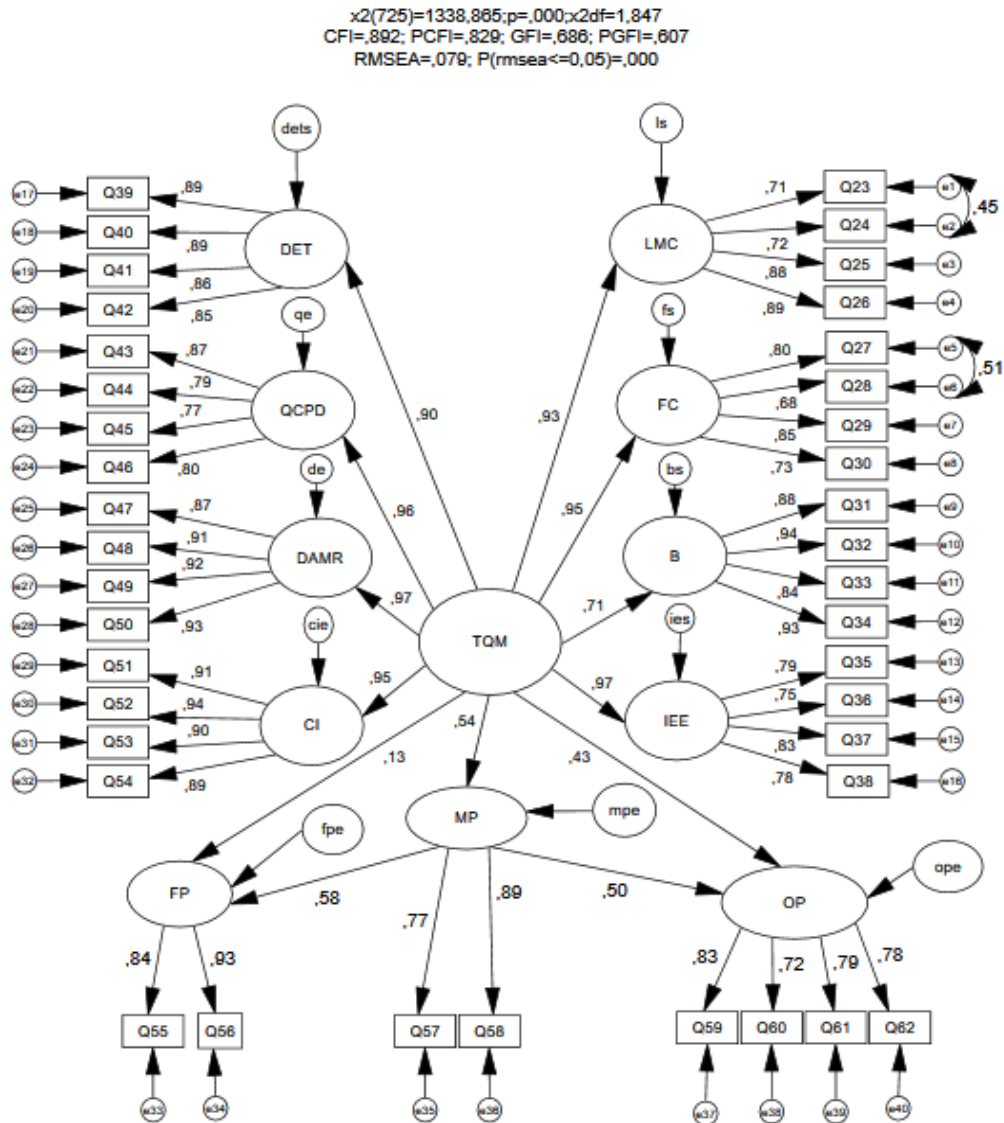 x2(725)=1338,865;p=,000;x2df=1,847
CFI=,892; PCFI=,829; GFI=,686; PGFI=,607
RMSEA=,079; P(rmsea<=0,05)=,000
dets
ls
e17 Q39 ,89
,71 Q23 e1
e18 Q40
DET
LMC
Q24 e2 ,45
,89
,72
e19 Q41
Q25 e3
,86
,88
e20 Q42 ,85
,89 Q26 e4
qe
fs
e21 Q43 ,87
,80 Q27 e5
,79
,51
e22 Q44
Q28 e6
,77
QCPD
,90
,93
FC
,68
e23 Q45
Q29 e7
,85
e24 Q46 ,80
,73 Q30 e8
de
bs
e25 Q47 ,87
,96
,95
,88 Q31 e9
e26 Q48 ,91
,94 Q32 e10
DAMR
B
e27 Q49 ,92
Q33 e11
,84
e28 Q50 ,93
,93 Q34 e12
,97
,71
cie
ies
TQM
e29 Q51 ,91
,79 Q35 e13
e30 Q52 ,94
,95
,97
,75 Q36 e14
CI
IEE
e31 Q53 ,90
,54
,83 Q37 e15
,13
,43
e32 Q54 ,89
,78 Q38 e16
MP
mpe
fpe
FP
,58
,77
,89
,50
OP
ope
,84
,93
,83
,72
,79
,78
Q55 Q56 Q57 Q58 Q59 Q60 Q61 Q62
e33 e34 e35 e36 e37 e38 e39 e40